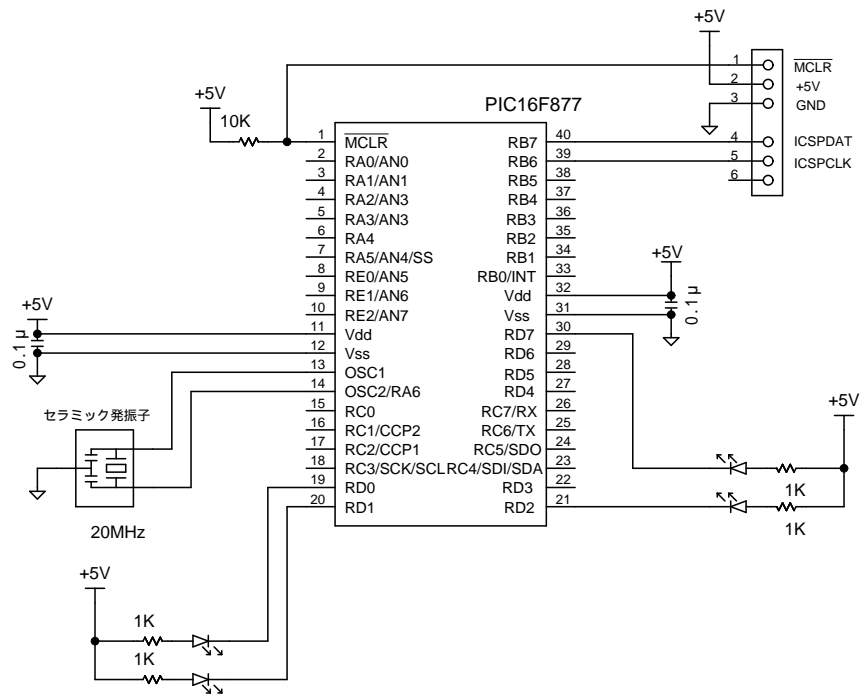 +5V
1
MCLR
2
+5V
3
GND
4
ICSPDAT
5
ICSPCLK
6
PIC16F877
+5V
10K
1
MCLR
2
RA0/AN0
3
RA1/AN1
4
RA2/AN3
5
RA3/AN3
6
RA4
7
RA5/AN4/SS
8
RE0/AN5
9
RE1/AN6
10
RE2/AN7
11
Vdd
12
Vss
13
OSC1
14
OSC2/RA6
15
RC0
16
RC1/CCP2
17
RC2/CCP1
18
RC3/SCK/SCL
19
RD0
20
RD1
RB7
40
RB6
39
RB5
38
RB4
37
RB3
36
RB2
35
RB1
34
RB0/INT
33
Vdd
32
Vss
31
RD7
30
RD6
29
RD5
28
RD4
27
RC7/RX
26
RC6/TX
25
RC5/SDO
24
RC4/SDI/SDA
23
RD3
22
RD2
21
+5V
0.1μ
+5V
0.1μ
セラミック発振子
20MHz
+5V
1K
1K
+5V
1K
1K